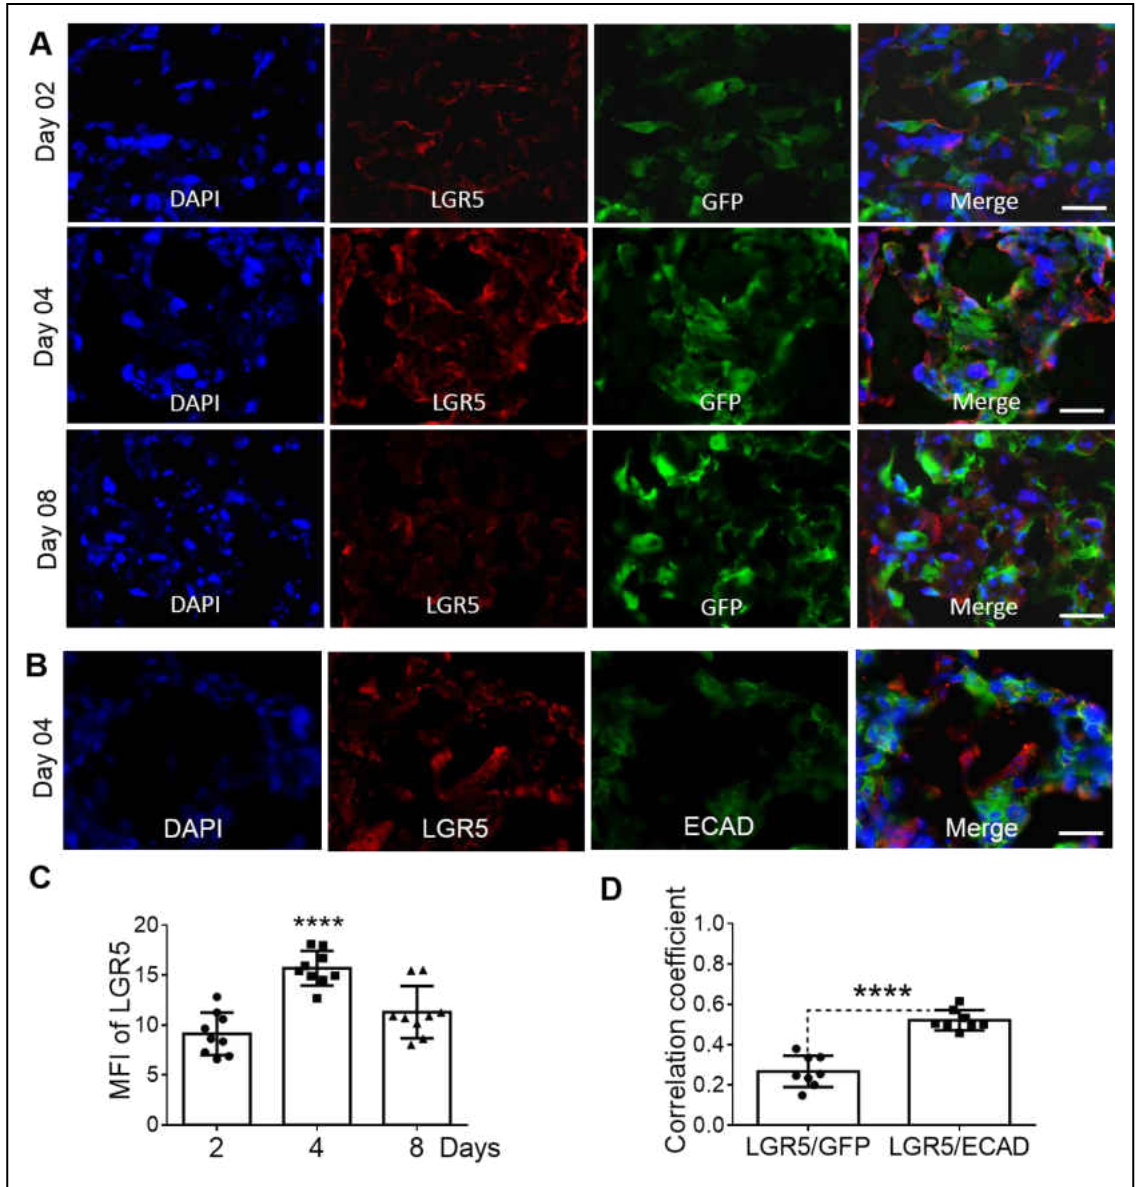 A
Day 02
DAPI
LGR5
GFP
Merge
Day 04
DAPI
LGR5
GFP
Merge
Day 08
DAPI
LGR5
GFP
Merge
B
Day 04
DAPI
LGR5
ECAD
Merge
C
MFI of LGR5
20
15
10
5
0
****
2 4 8 Days
D
Correlation coefficient
1.0
0.8
0.6
0.4
0.2
0.0
****
LGR5/GFP LGR5/ECAD